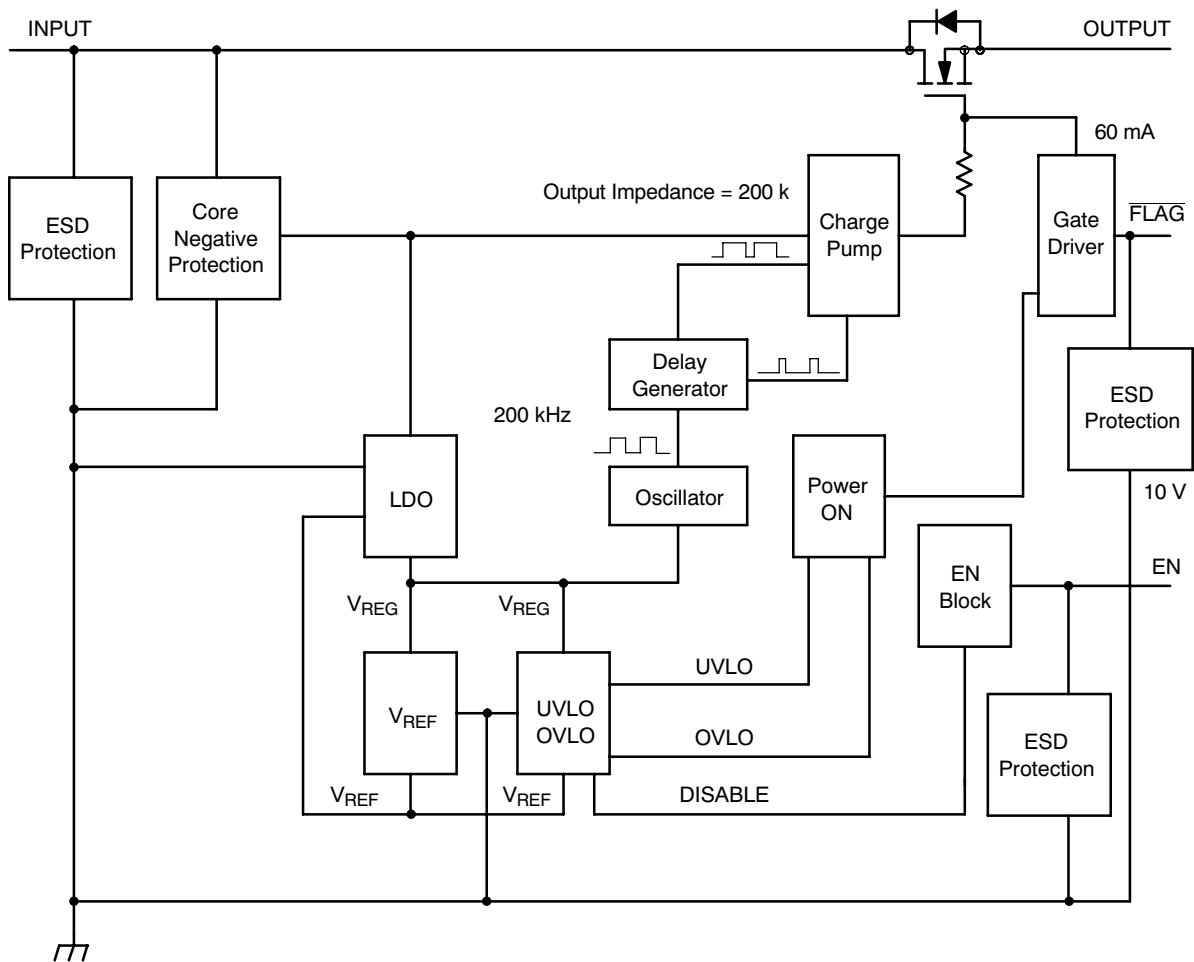 INPUT
OUTPUT
60 mA
ESD
Protection
Core
Negative
Protection
Output Impedance = 200 k
Charge
Pump
Gate
Driver
FLAG
Delay
Generator
ESD
Protection
200 kHz
LDO
Oscillator
Power
ON
10 V
EN
Block
EN
VREG
VREG
VREF
UVLO
OVLO
UVLO
OVLO
ESD
Protection
VREF
VREF
DISABLE